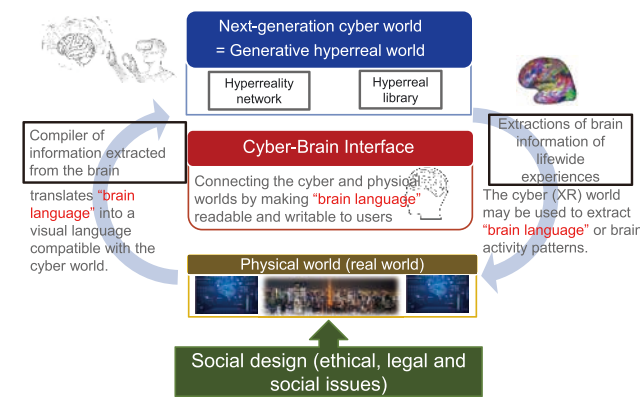 Next-generation cyber world
= Generative hyperreal world
Hyperreality
network
Hyperreal
library
Compiler of
information extracted
from the brain
translates “brain
language” into a
visual language
compatible with the
cyber world.
Cyber-Brain Interface
Connecting the cyber and physical
worlds by making “brain language”
readable and writable to users
Extractions of brain
information of
lifewide
experiences
The cyber (XR) world
may be used to extract
“brain language” or brain
activity patterns.
Physical world (real world)
Social design (ethical, legal and
social issues)